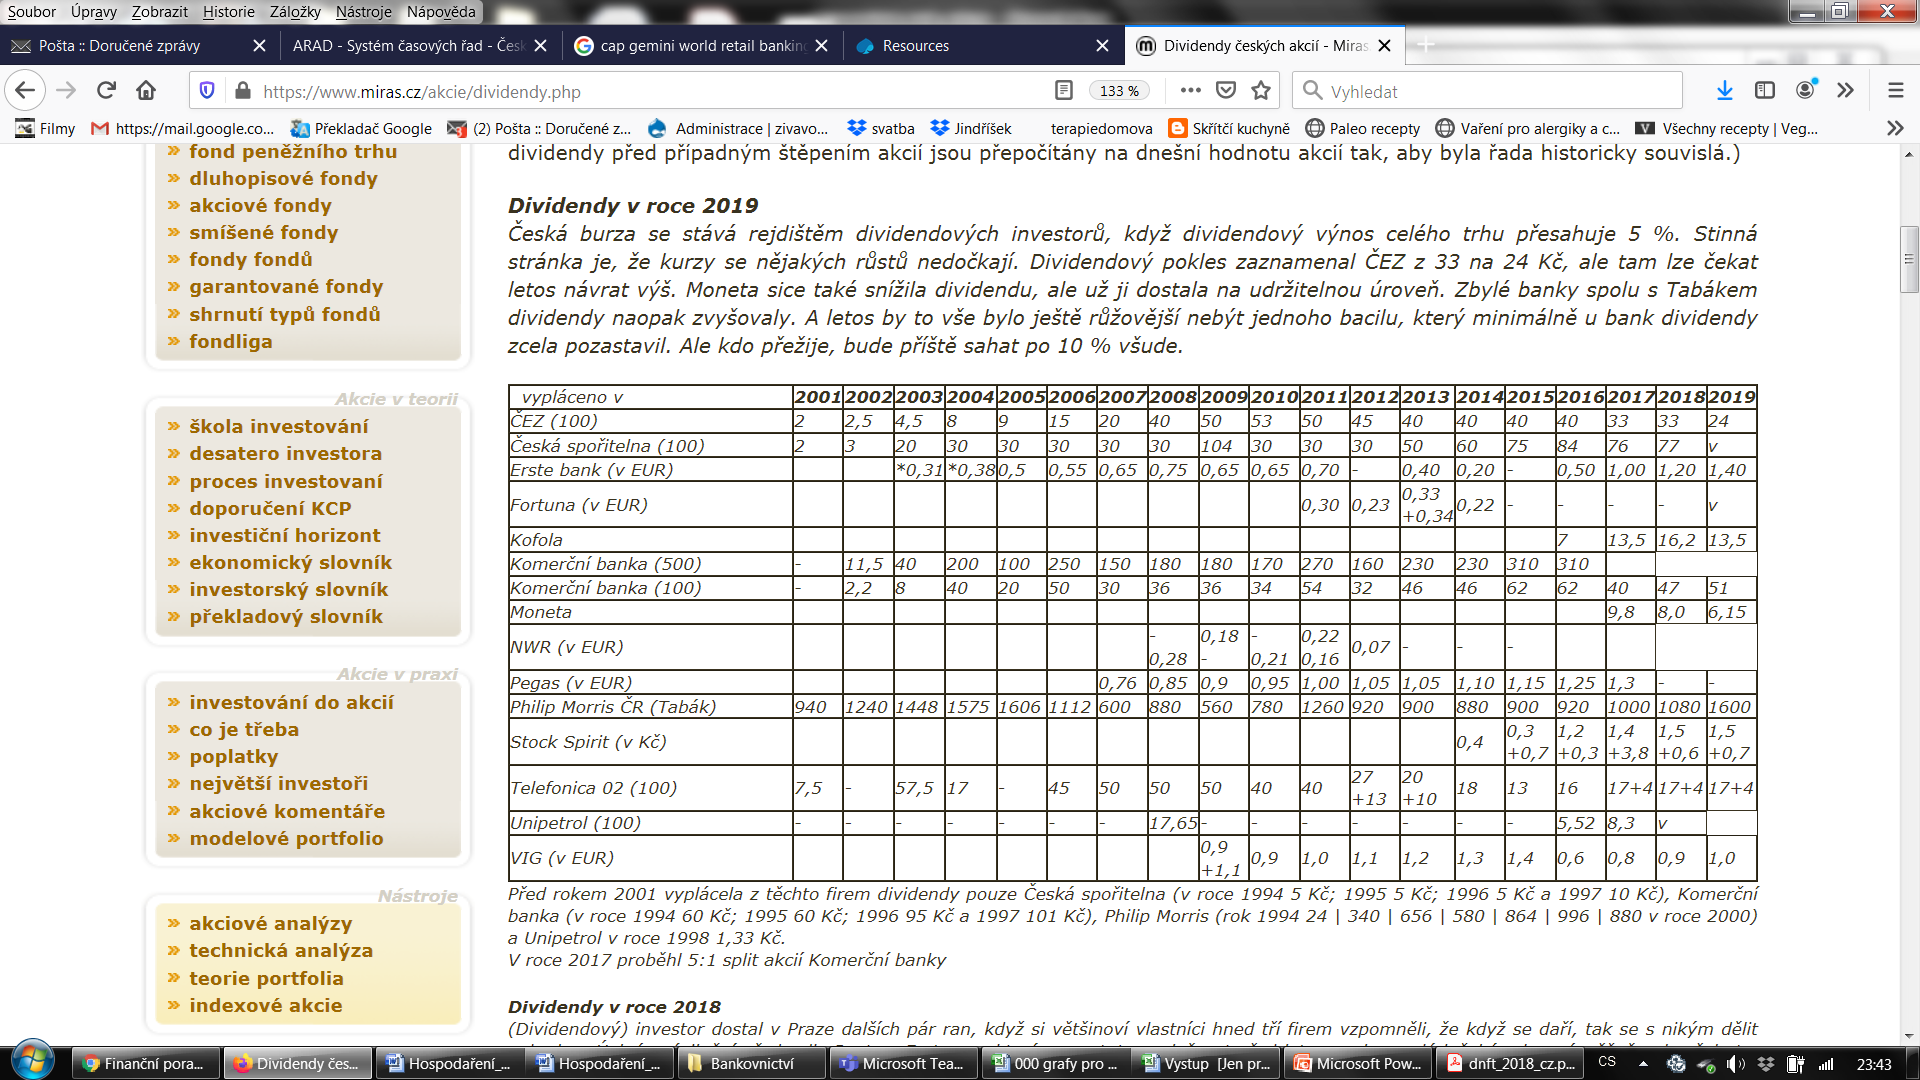 Soubor Úpravy Zobrazit Historie Záložky Nástroje Nápověda
Pošta :: Doručené zprávy
ARAD - Systém časových řad - Čes
cap gemini world retail banking
Resources
Dividendy českých akcií - Miras
https://www.miras.cz/akcie/dividendy.php
133 %
Vyhledat
Filmy
https://mail.google.co...
Překladač Google
(2) Pošta :: Doručené z...
Administrace | zivavo...
svatba
Jindříšek
terapiedomova
Skřítčí kuchyně
Paleo recepty
Vaření pro alergiky a c...
Všechny recepty | Veg...
fond peněžního trhu
dluhopisové fondy
akciové fondy
smíšené fondy
fondy fondů
garantované fondy
shrnutí typů fondů
fondliga
Akcie v teorii
škola investování
desatero investora
proces investovaní
doporučení KCP
investiční horizont
ekonomický slovník
investorský slovník
překladový slovník
Akcie v praxi
investování do akcií
co je třeba
poplatky
největší investoři
akciové komentáře
modelové portfolio
Nástroje
akciové analýzy
technická analýza
teorie portfolia
indexové akcie
dividendy před případným štěpením akcií jsou přepočítány na dnešní hodnotu akcií tak, aby byla řada historicky souvislá.)
Dividendy v roce 2019
Česká burza se stává rejdištěm dividendových investorů, když dividendový výnos celého trhu přesahuje 5 %. Stinná
stránka je, že kurzy se nějakých růstů nedočkají. Dividendový pokles zaznamenal ČEZ z 33 na 24 Kč, ale tam lze čekat
letos návrat výš. Moneta sice také snížila dividendu, ale už ji dostala na udržitelnou úroveň. Zbylé banky spolu s Tabákem
dividendy naopak zvyšovaly. A letos by to vše bylo ještě růžovější nebýt jednoho bacilu, který minimálně u bank dividendy
zcela pozastavil. Ale kdo přežije, bude příště sahat po 10 % všude.
vypláceno v 2001 2002 2003 2004 2005 2006 2007 2008 2009 2010 2011 2012 2013 2014 2015 2016 2017 2018 2019
ČEZ (100) 2 2,5 4,5 8 9 15 20 40 50 53 50 45 40 40 40 40 33 33 24
Česká spořitelna (100) 2 3 20 30 30 30 30 30 104 30 30 30 50 60 75 84 76 77 v
Erste bank (v EUR) *0,31 *0,38 0,5 0,55 0,65 0,75 0,65 0,65 0,70 - 0,40 0,20 - 0,50 1,00 1,20 1,40
Fortuna (v EUR) 0,30 0,23 0,33 +0,34 0,22 - - - - v
Kofola 7 13,5 16,2 13,5
Komerční banka (500) - 11,5 40 200 100 250 150 180 180 170 270 160 230 230 310 310
Komerční banka (100) - 2,2 8 40 20 50 30 36 36 34 54 32 46 46 62 62 40 47 51
Moneta 9,8 8,0 6,15
NWR (v EUR) - 0,28 0,18 - - 0,21 0,22 0,16 0,07 - - -
Pegas (v EUR) 0,76 0,85 0,9 0,95 1,00 1,05 1,05 1,10 1,15 1,25 1,3 - -
Philip Morris ČR (Tabák) 940 1240 1448 1575 1606 1112 600 880 560 780 1260 920 900 880 900 920 1000 1080 1600
Stock Spirit (v Kč) 0,4 0,3 +0,7 1,2 +0,3 1,4 +3,8 1,5 +0,6 1,5 +0,7
Telefonica 02 (100) 7,5 - 57,5 17 - 45 50 50 50 40 40 27 +13 20 +10 18 13 16 17+4 17+4 17+4
Unipetrol (100) - - - - - - - 17,65 - - - - - - - 5,52 8,3 v
VIG (v EUR) 0,9 +1,1 0,9 1,0 1,1 1,2 1,3 1,4 0,6 0,8 0,9 1,0
Před rokem 2001 vyplácela z těchto firem dividendy pouze Česká spořitelna (v roce 1994 5 Kč; 1995 5 Kč; 1996 5 Kč a 1997 10 Kč), Komerční
banka (v roce 1994 60 Kč; 1995 60 Kč; 1996 95 Kč a 1997 101 Kč), Philip Morris (rok 1994 24 | 340 | 656 | 580 | 864 | 996 | 880 v roce 2000)
a Unipetrol v roce 1998 1,33 Kč.
V roce 2017 proběhl 5:1 split akcií Komerční banky
Dividendy v roce 2018
(Dividendový) investor dostal v Praze dalších pár ran, když si většinoví vlastníci hned tří firem vzpomněli, že když se daří, tak se s nikým dělit
Finanční pora...
Dividendy čes...
Hospodaření_...
Hospodaření_...
Bankovnictví
Microsoft Tea...
000 grafy pro ...
Vystup [Jen pr...
Microsoft Pow...
dnft_2018_cz.p...
CS
23:43